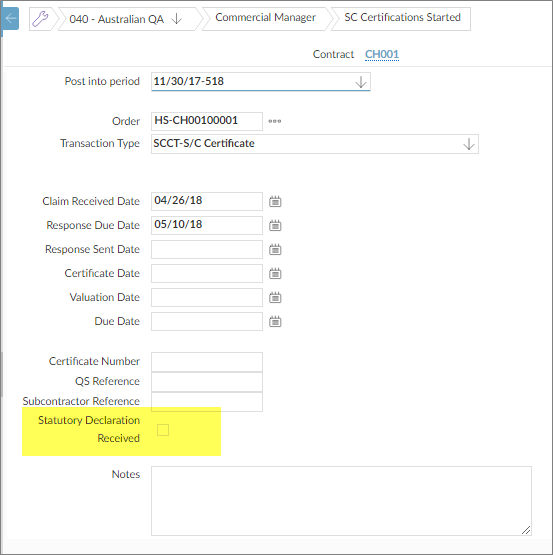 040 - Australian QA Commercial Manager SC Certifications Started
Contract CH001
Post into period 11/30/17-518
Order HS-CH00100001
Transaction Type SCCT-S/C Certificate
Claim Received Date 04/26/18
Response Due Date 05/10/18
Response Sent Date
Certificate Date
Valuation Date
Due Date
Certificate Number
QS Reference
Subcontractor Reference
Statutory Declaration
Received
Notes